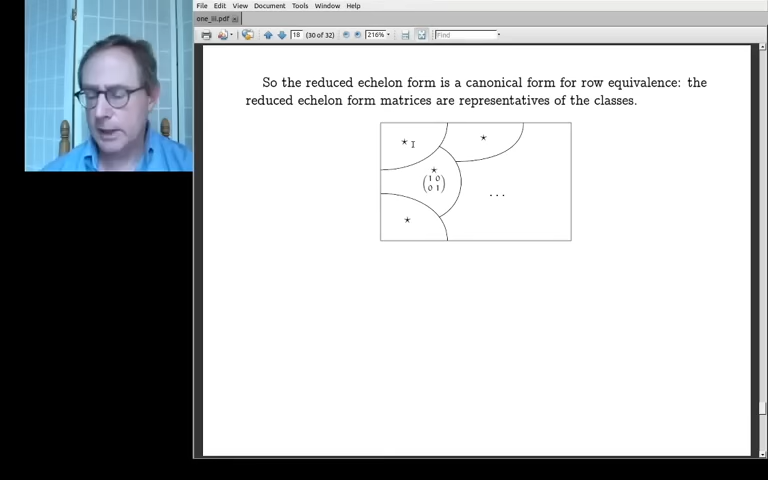 File Edit View Document Tools Window Help
one_iii.pdf
18 (30 of 32) 216% Find
So the reduced echelon form is a canonical form for row equivalence: the
reduced echelon form matrices are representatives of the classes.
⋆ ⋆
⋆
1 0
0 1
...
⋆